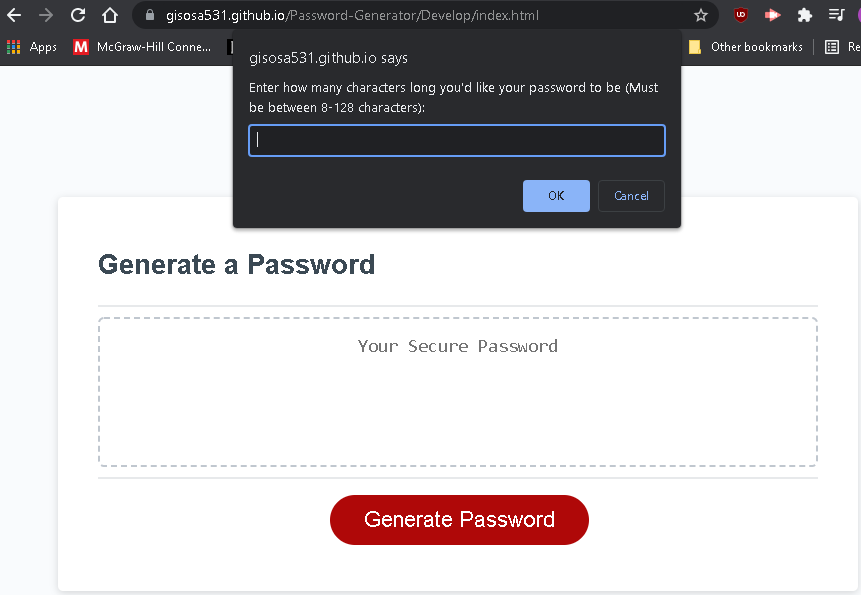 gisosa531.github.io/Password-Generator/Develop/index.html
Apps McGraw-Hill Conne... Other bookmarks Re
gisosa531.github.io says
Enter how many characters long you'd like your password to be (Must
be between 8-128 characters):
OK Cancel
Generate a Password
Your Secure Password
Generate Password